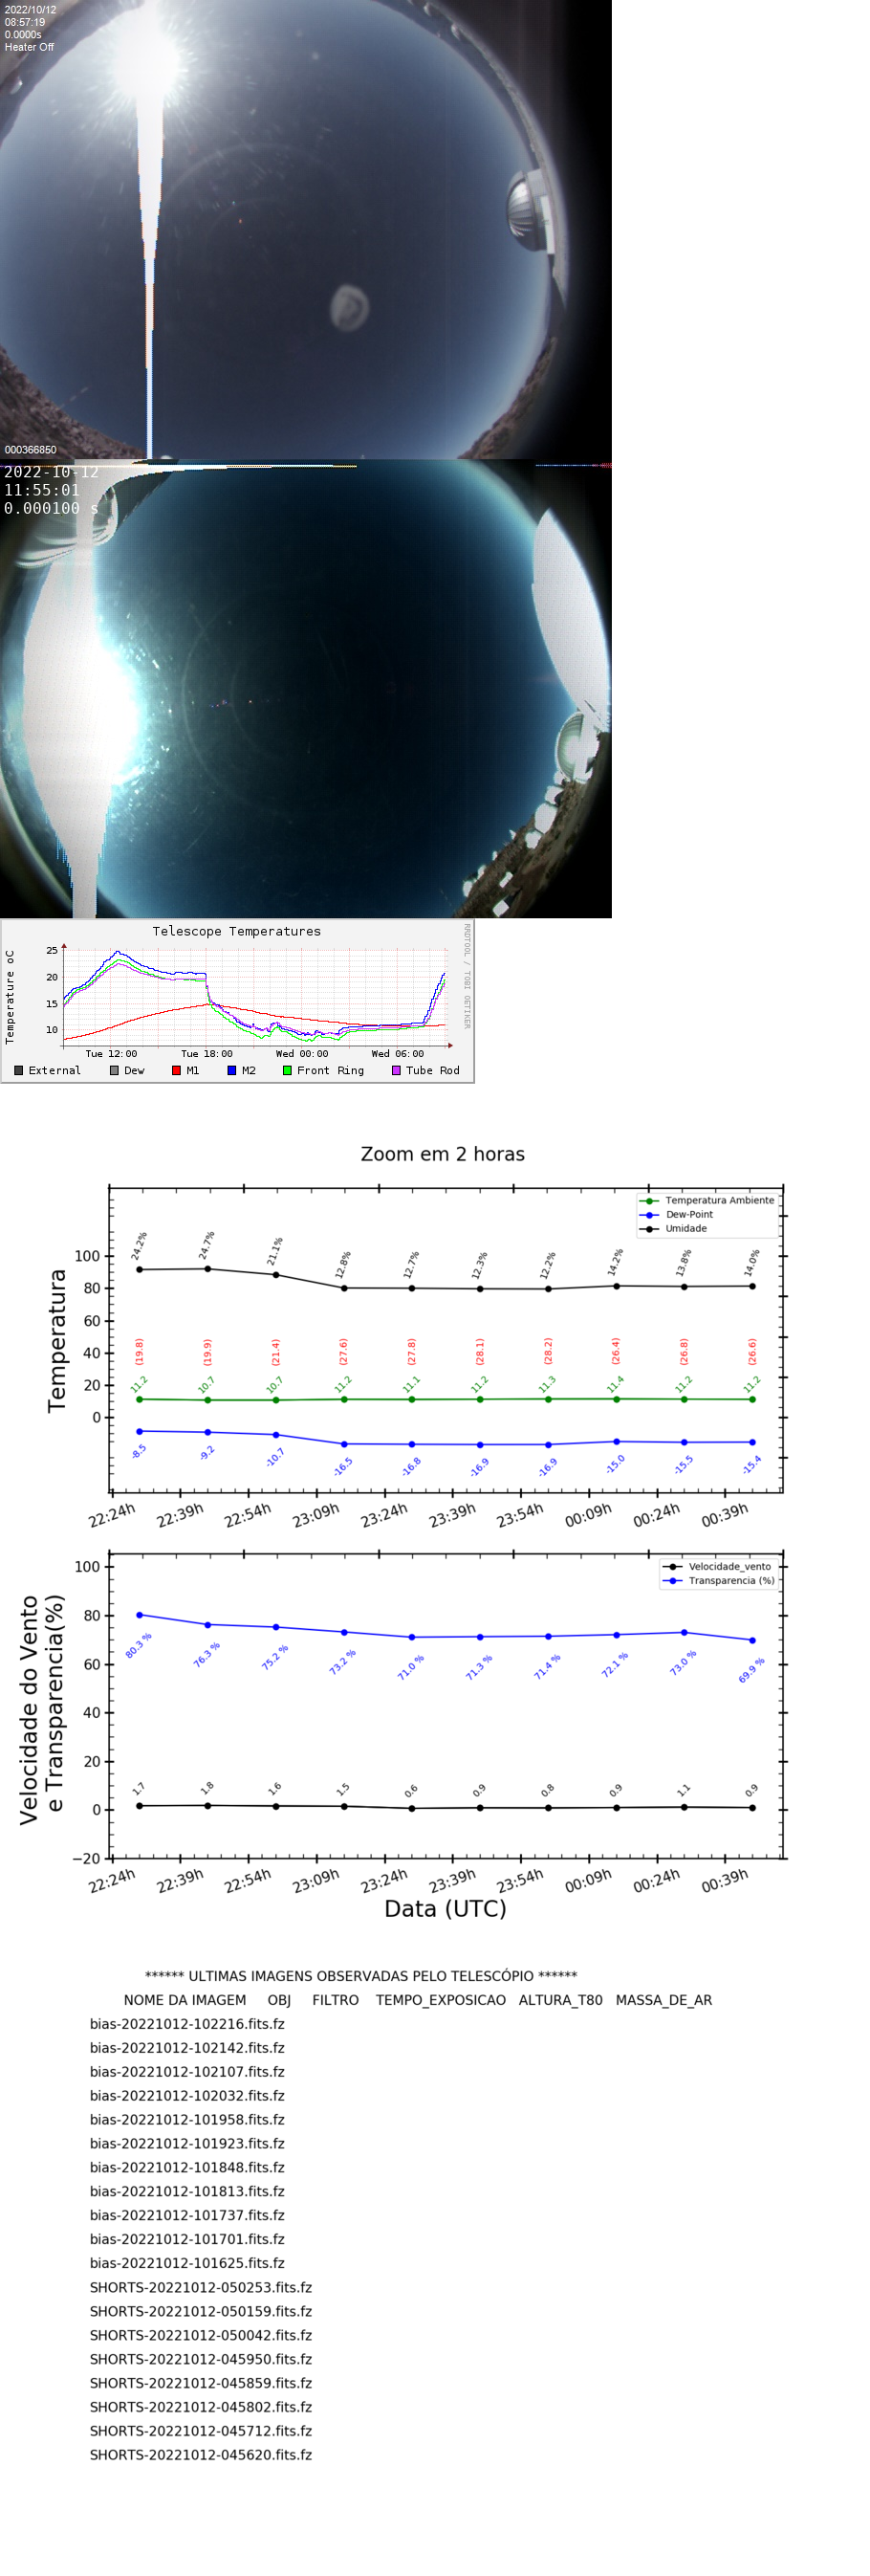 2022/10/12
08:57:19
0.0000s
Heater Off
000366850
2022-10-12
11:55:01
0.000100 s
Telescope Temperatures
RRDTOOL / TOBI OETIKER
Temperature oC
25
20
15
10
Tue 12:00 Tue 18:00 Wed 00:00 Wed 06:00
External Dew M1 M2 Front Ring Tube Rod
Zoom em 2 horas
Temperatura Ambiente
Dew-Point
Umidade
Temperatura
100
80
60
40
20
0
24.2% 24.7% 21.1% 12.8% 12.7% 12.3% 12.2% 14.2% 13.8% 14.0%
(19.8) (19.9) (21.4) (27.6) (27.8) (28.1) (28.2) (26.4) (26.8) (26.6)
11.2 10.7 10.7 11.2 11.1 11.2 11.3 11.4 11.2 11.2
-8.5 -9.2 -10.7 -16.5 -16.8 -16.9 -16.9 -15.0 -15.5 -15.4
22:24h 22:39h 22:54h 23:09h 23:24h 23:39h 23:54h 00:09h 00:24h 00:39h
Velocidade_vento
Transparencia (%)
Velocidade do Vento
e Transparencia(%)
100
80
60
40
20
0
−20
80.3 % 76.3 % 75.2 % 73.2 % 71.0 % 71.3 % 71.4 % 72.1 % 73.0 % 69.9 %
1.7 1.8 1.6 1.5 0.6 0.9 0.8 0.9 1.1 0.9
22:24h 22:39h 22:54h 23:09h 23:24h 23:39h 23:54h 00:09h 00:24h 00:39h
Data (UTC)
****** ULTIMAS IMAGENS OBSERVADAS PELO TELESCÓPIO ******
NOME DA IMAGEM OBJ FILTRO TEMPO_EXPOSICAO ALTURA_T80 MASSA_DE_AR
bias-20221012-102216.fits.fz
bias-20221012-102142.fits.fz
bias-20221012-102107.fits.fz
bias-20221012-102032.fits.fz
bias-20221012-101958.fits.fz
bias-20221012-101923.fits.fz
bias-20221012-101848.fits.fz
bias-20221012-101813.fits.fz
bias-20221012-101737.fits.fz
bias-20221012-101701.fits.fz
bias-20221012-101625.fits.fz
SHORTS-20221012-050253.fits.fz
SHORTS-20221012-050159.fits.fz
SHORTS-20221012-050042.fits.fz
SHORTS-20221012-045950.fits.fz
SHORTS-20221012-045859.fits.fz
SHORTS-20221012-045802.fits.fz
SHORTS-20221012-045712.fits.fz
SHORTS-20221012-045620.fits.fz